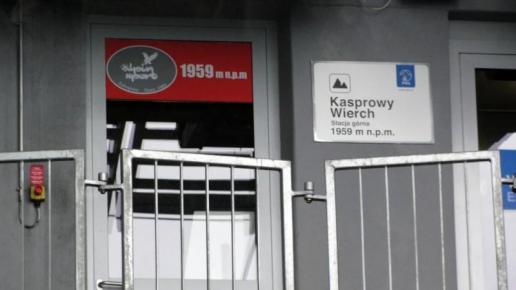 1959 m n.p.m
Kasprowy
Wierch
Stacja górna
1959 m n.p.m.